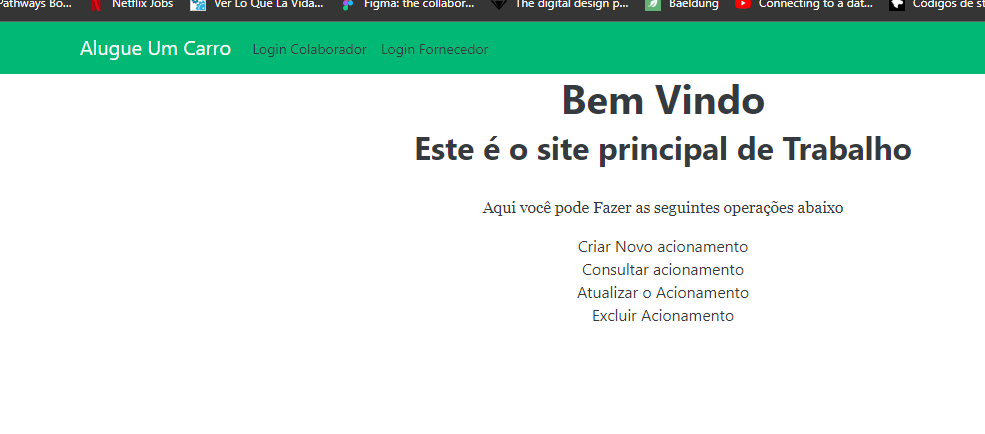 Pathways Bo... Netflix Jobs Ver Lo Que La Vida... Figma: the collabor... The digital design p... Baeldung Connecting to a dat... Códigos de st
Alugue Um Carro Login Colaborador Login Fornecedor
Bem Vindo
Este é o site principal de Trabalho
Aqui você pode Fazer as seguintes operações abaixo
Criar Novo acionamento
Consultar acionamento
Atualizar o Acionamento
Excluir Acionamento